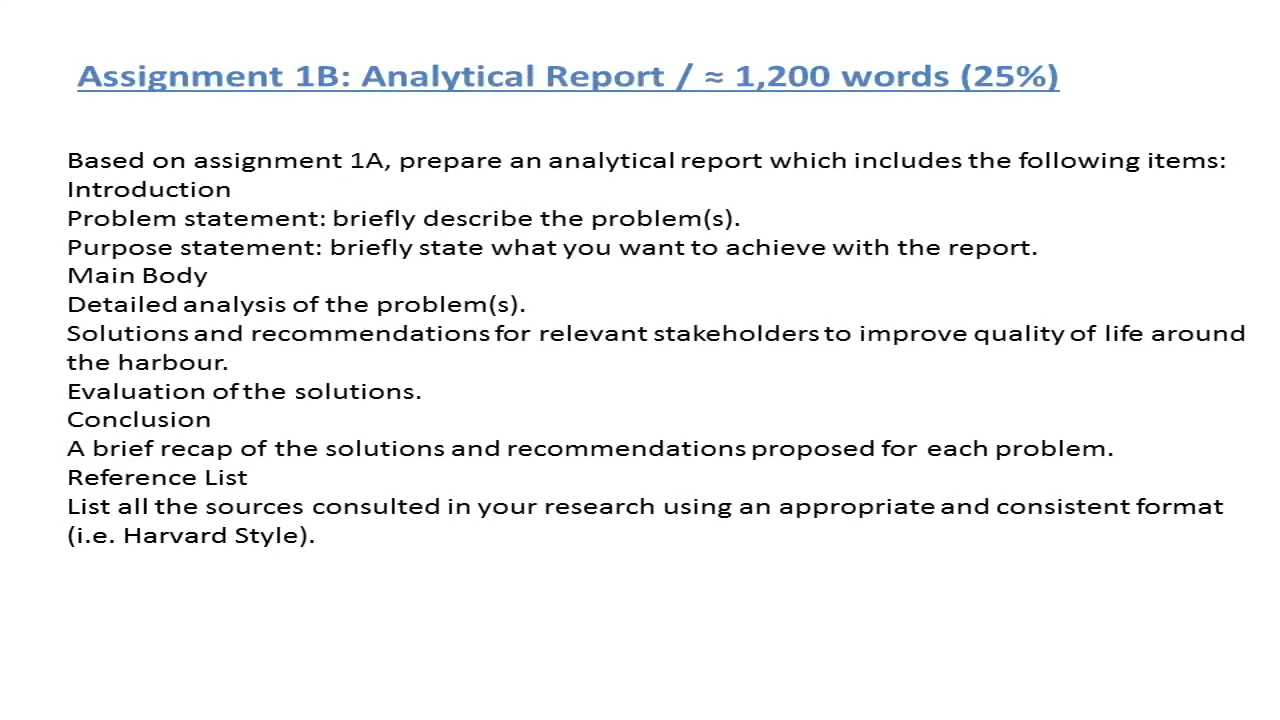 Assignment 1B: Analytical Report / ≈ 1,200 words (25%)
Based on assignment 1A, prepare an analytical report which includes the following items:
Introduction
Problem statement: briefly describe the problem(s).
Purpose statement: briefly state what you want to achieve with the report.
Main Body
Detailed analysis of the problem(s).
Solutions and recommendations for relevant stakeholders to improve quality of life around
the harbour.
Evaluation of the solutions.
Conclusion
A brief recap of the solutions and recommendations proposed for each problem.
Reference List
List all the sources consulted in your research using an appropriate and consistent format
(i.e. Harvard Style).